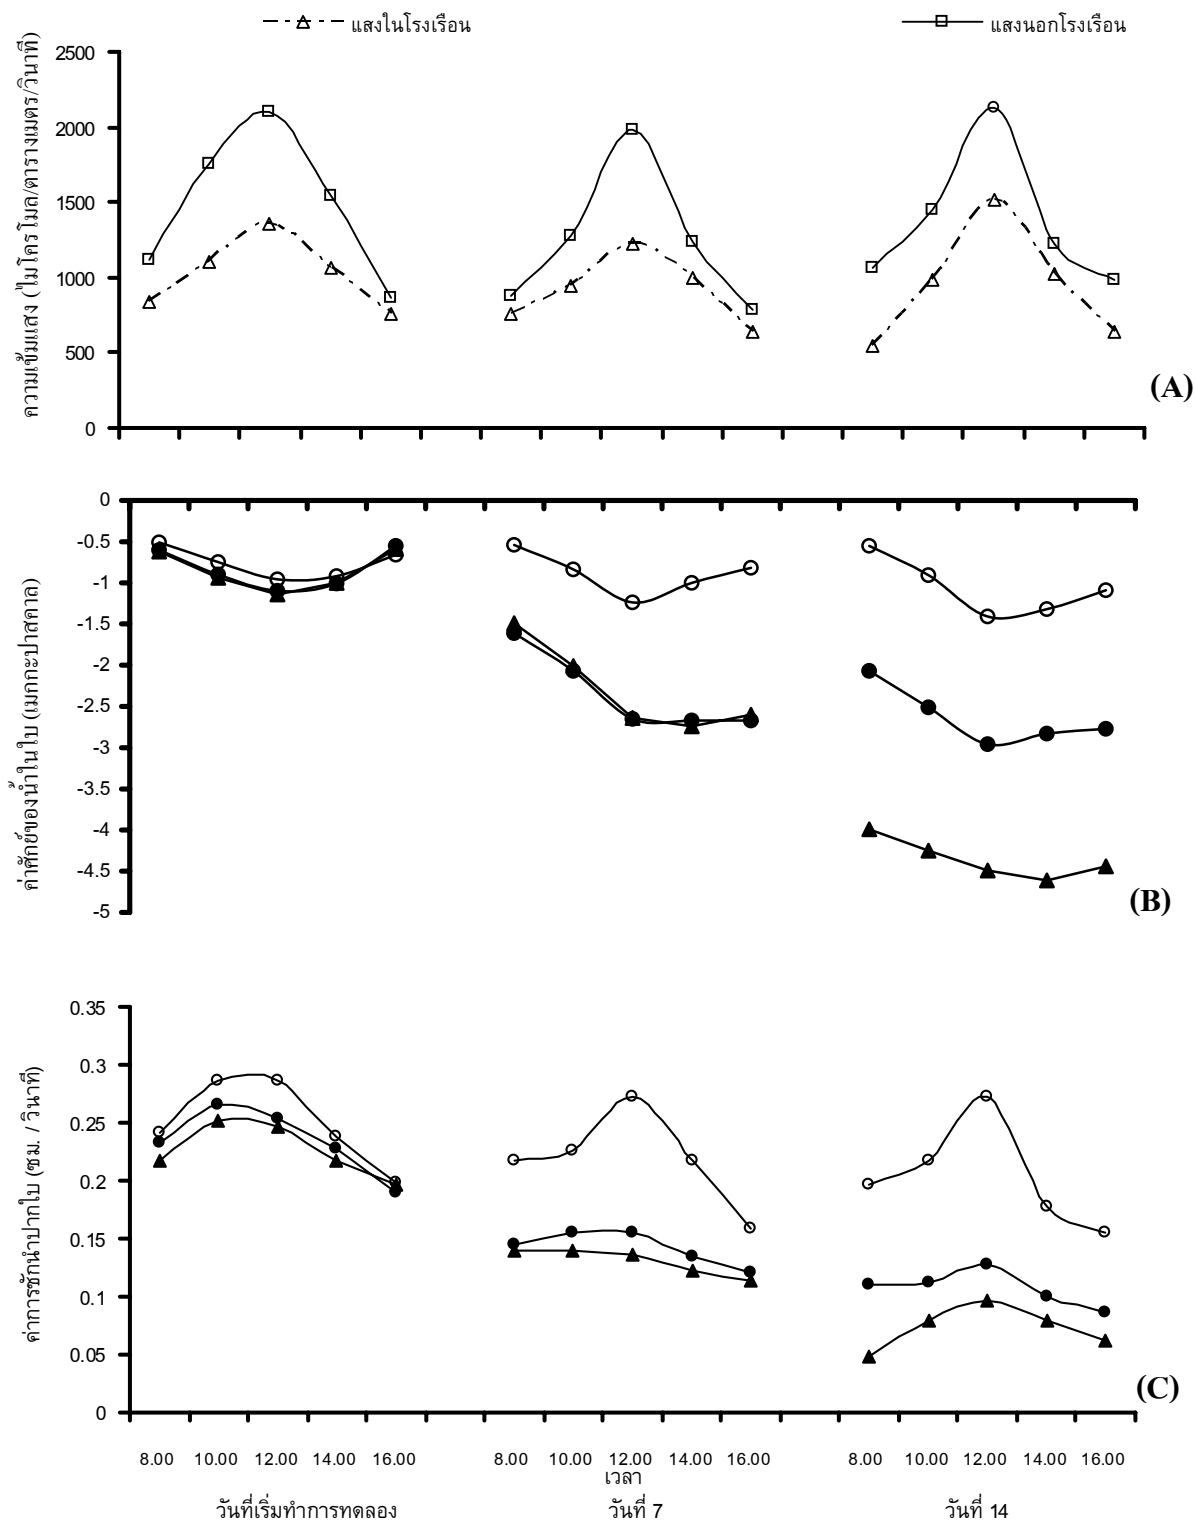 แสงในโรงเรือน
แสงนอกโรงเรือน
ความเข้มแสง (ไมโครโมล/ตารางเมตร/วินาที)
2500
2000
1500
1000
500
0
(A)
ค่าศักย์ของน้ำในใบ (เมกกะปาสคาล)
0
-0.5
-1
-1.5
-2
-2.5
-3
-3.5
-4
-4.5
-5
(B)
ค่าการชักนำปากใบ (ซม. / วินาที)
0.35
0.3
0.25
0.2
0.15
0.1
0.05
0
(C)
8.00 10.00 12.00 14.00 16.00 8.00 10.00 12.00 14.00 16.00 8.00 10.00 12.00 14.00 16.00
เวลา
วันที่เริ่มทำการทดลอง วันที่ 7 วันที่ 14